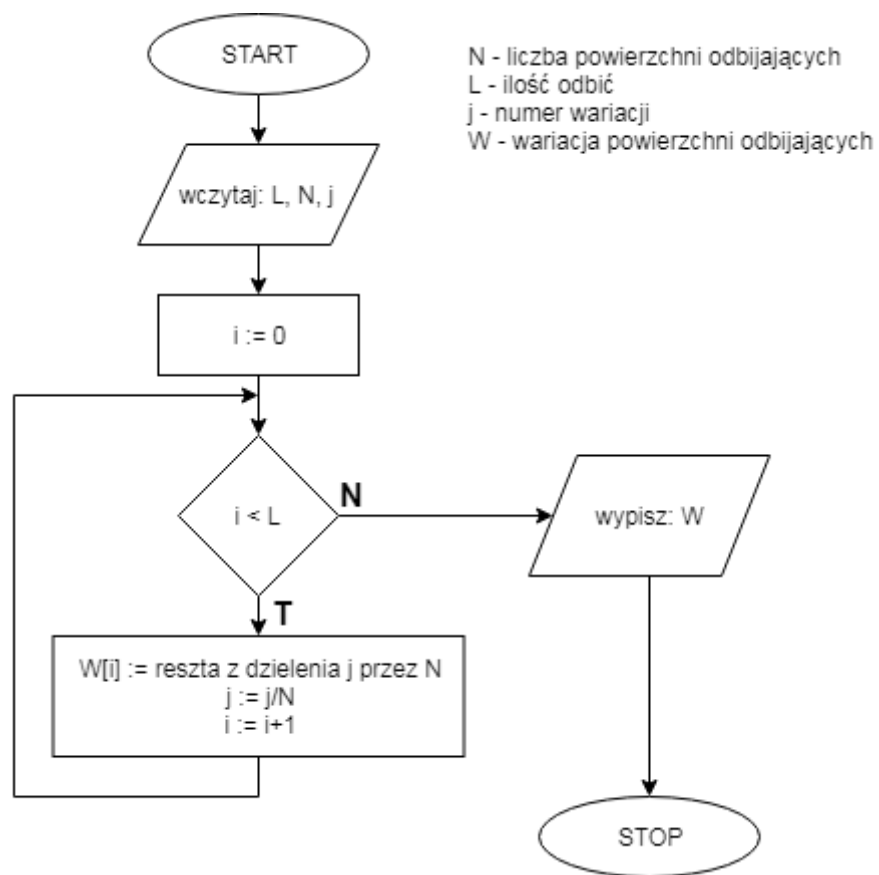 START
N - liczba powierzchni odbijających
L - ilość odbić
j - numer wariacji
W - wariacja powierzchni odbijających
wczytaj: L, N, j
i := 0
i < L
N
wypisz: W
T
W[i] := reszta z dzielenia j przez N
j := j/N
i := i+1
STOP